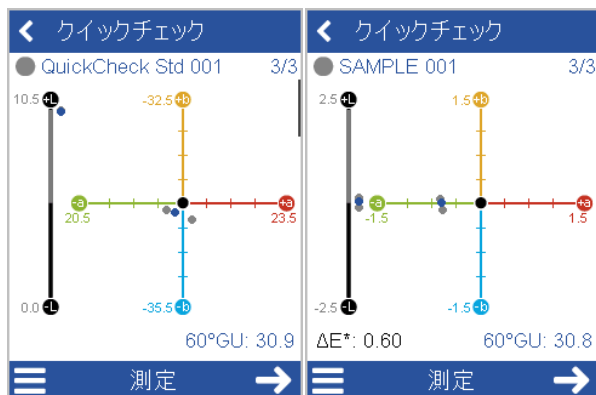 クイックチェック
QuickCheck Std 001 3/3
10.5 +L
-32.5 +b
-a +a
20.5 23.5
0.0 -L
-35.5 -b
60°GU: 30.9
測定
クイックチェック
SAMPLE 001 3/3
2.5 +L
1.5 +b
-a +a
-1.5 1.5
-2.5 -L
-1.5 -b
ΔE*: 0.60 60°GU: 30.8
測定